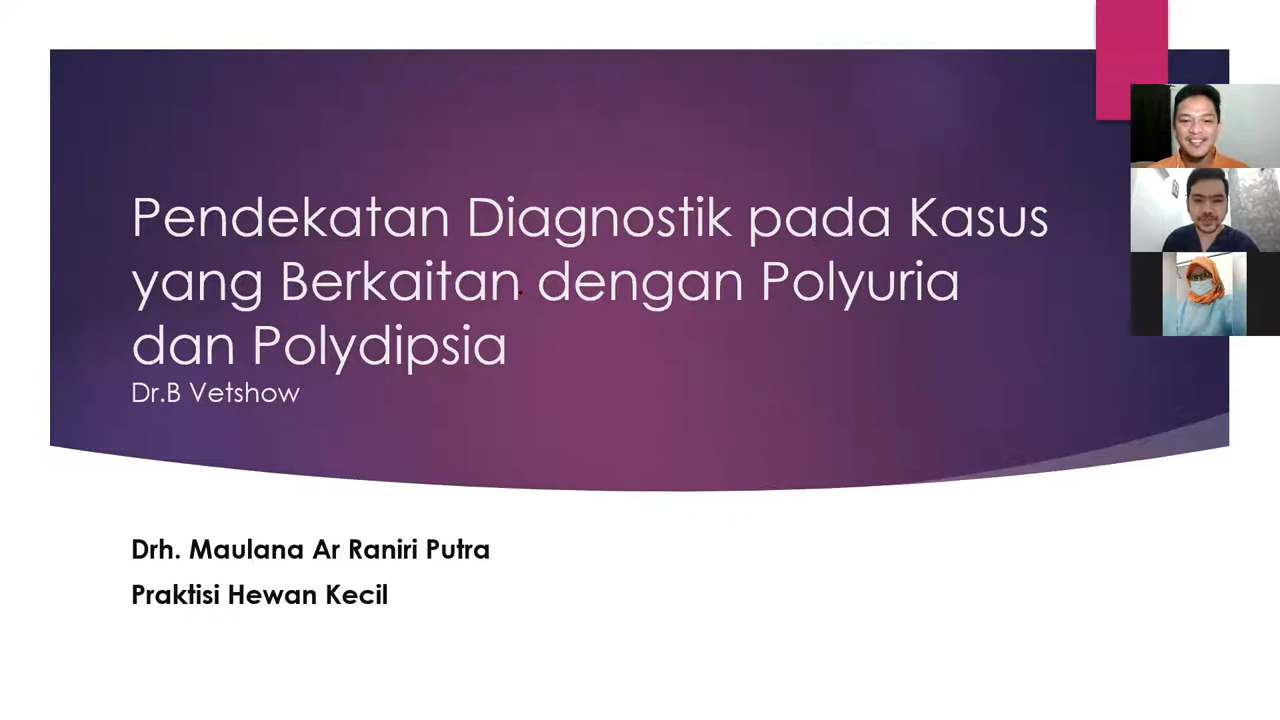 Pendekatan Diagnostik pada Kasus
yang Berkaitan dengan Polyuria
dan Polydipsia
Dr.B Vetshow
Drh. Maulana Ar Raniri Putra
Praktisi Hewan Kecil